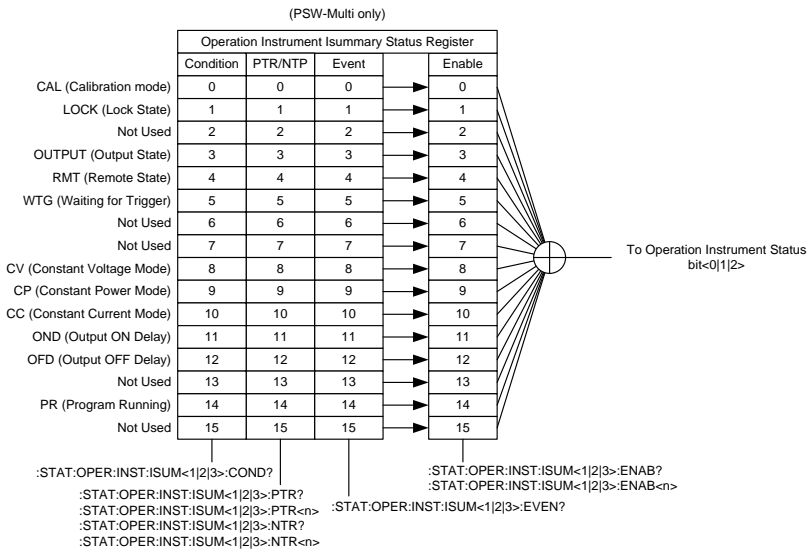 (PSW-Multi only)
Operation Instrument Isummary Status Register
Condition PTR/NTP Event Enable
CAL (Calibration mode) 0 0 0 0
LOCK (Lock State) 1 1 1 1
Not Used 2 2 2 2
OUTPUT (Output State) 3 3 3 3
RMT (Remote State) 4 4 4 4
WTG (Waiting for Trigger) 5 5 5 5
Not Used 6 6 6 6
Not Used 7 7 7 7
To Operation Instrument Status
bit<0|1|2>
CV (Constant Voltage Mode) 8 8 8 8
CP (Constant Power Mode) 9 9 9 9
CC (Constant Current Mode) 10 10 10 10
OND (Output ON Delay) 11 11 11 11
OFD (Output OFF Delay) 12 12 12 12
Not Used 13 13 13 13
PR (Program Running) 14 14 14 14
Not Used 15 15 15 15
:STAT:OPER:INST:ISUM<1|2|3>:COND?
:STAT:OPER:INST:ISUM<1|2|3>:PTR?
:STAT:OPER:INST:ISUM<1|2|3>:PTR<n>
:STAT:OPER:INST:ISUM<1|2|3>:NTR?
:STAT:OPER:INST:ISUM<1|2|3>:NTR<n>
:STAT:OPER:INST:ISUM<1|2|3>:EVEN?
:STAT:OPER:INST:ISUM<1|2|3>:ENAB?
:STAT:OPER:INST:ISUM<1|2|3>:ENAB<n>